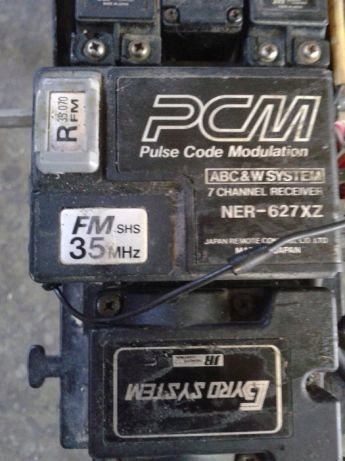 R 35.070 FM
PCM
Pulse Code Modulation
ABC&W SYSTEM
7 CHANNEL RECEIVER
NER-627XZ
JAPAN REMOTE CONTROL CO. LTD
FM.SHS
35MHz
JR
GYRO SYSTEM